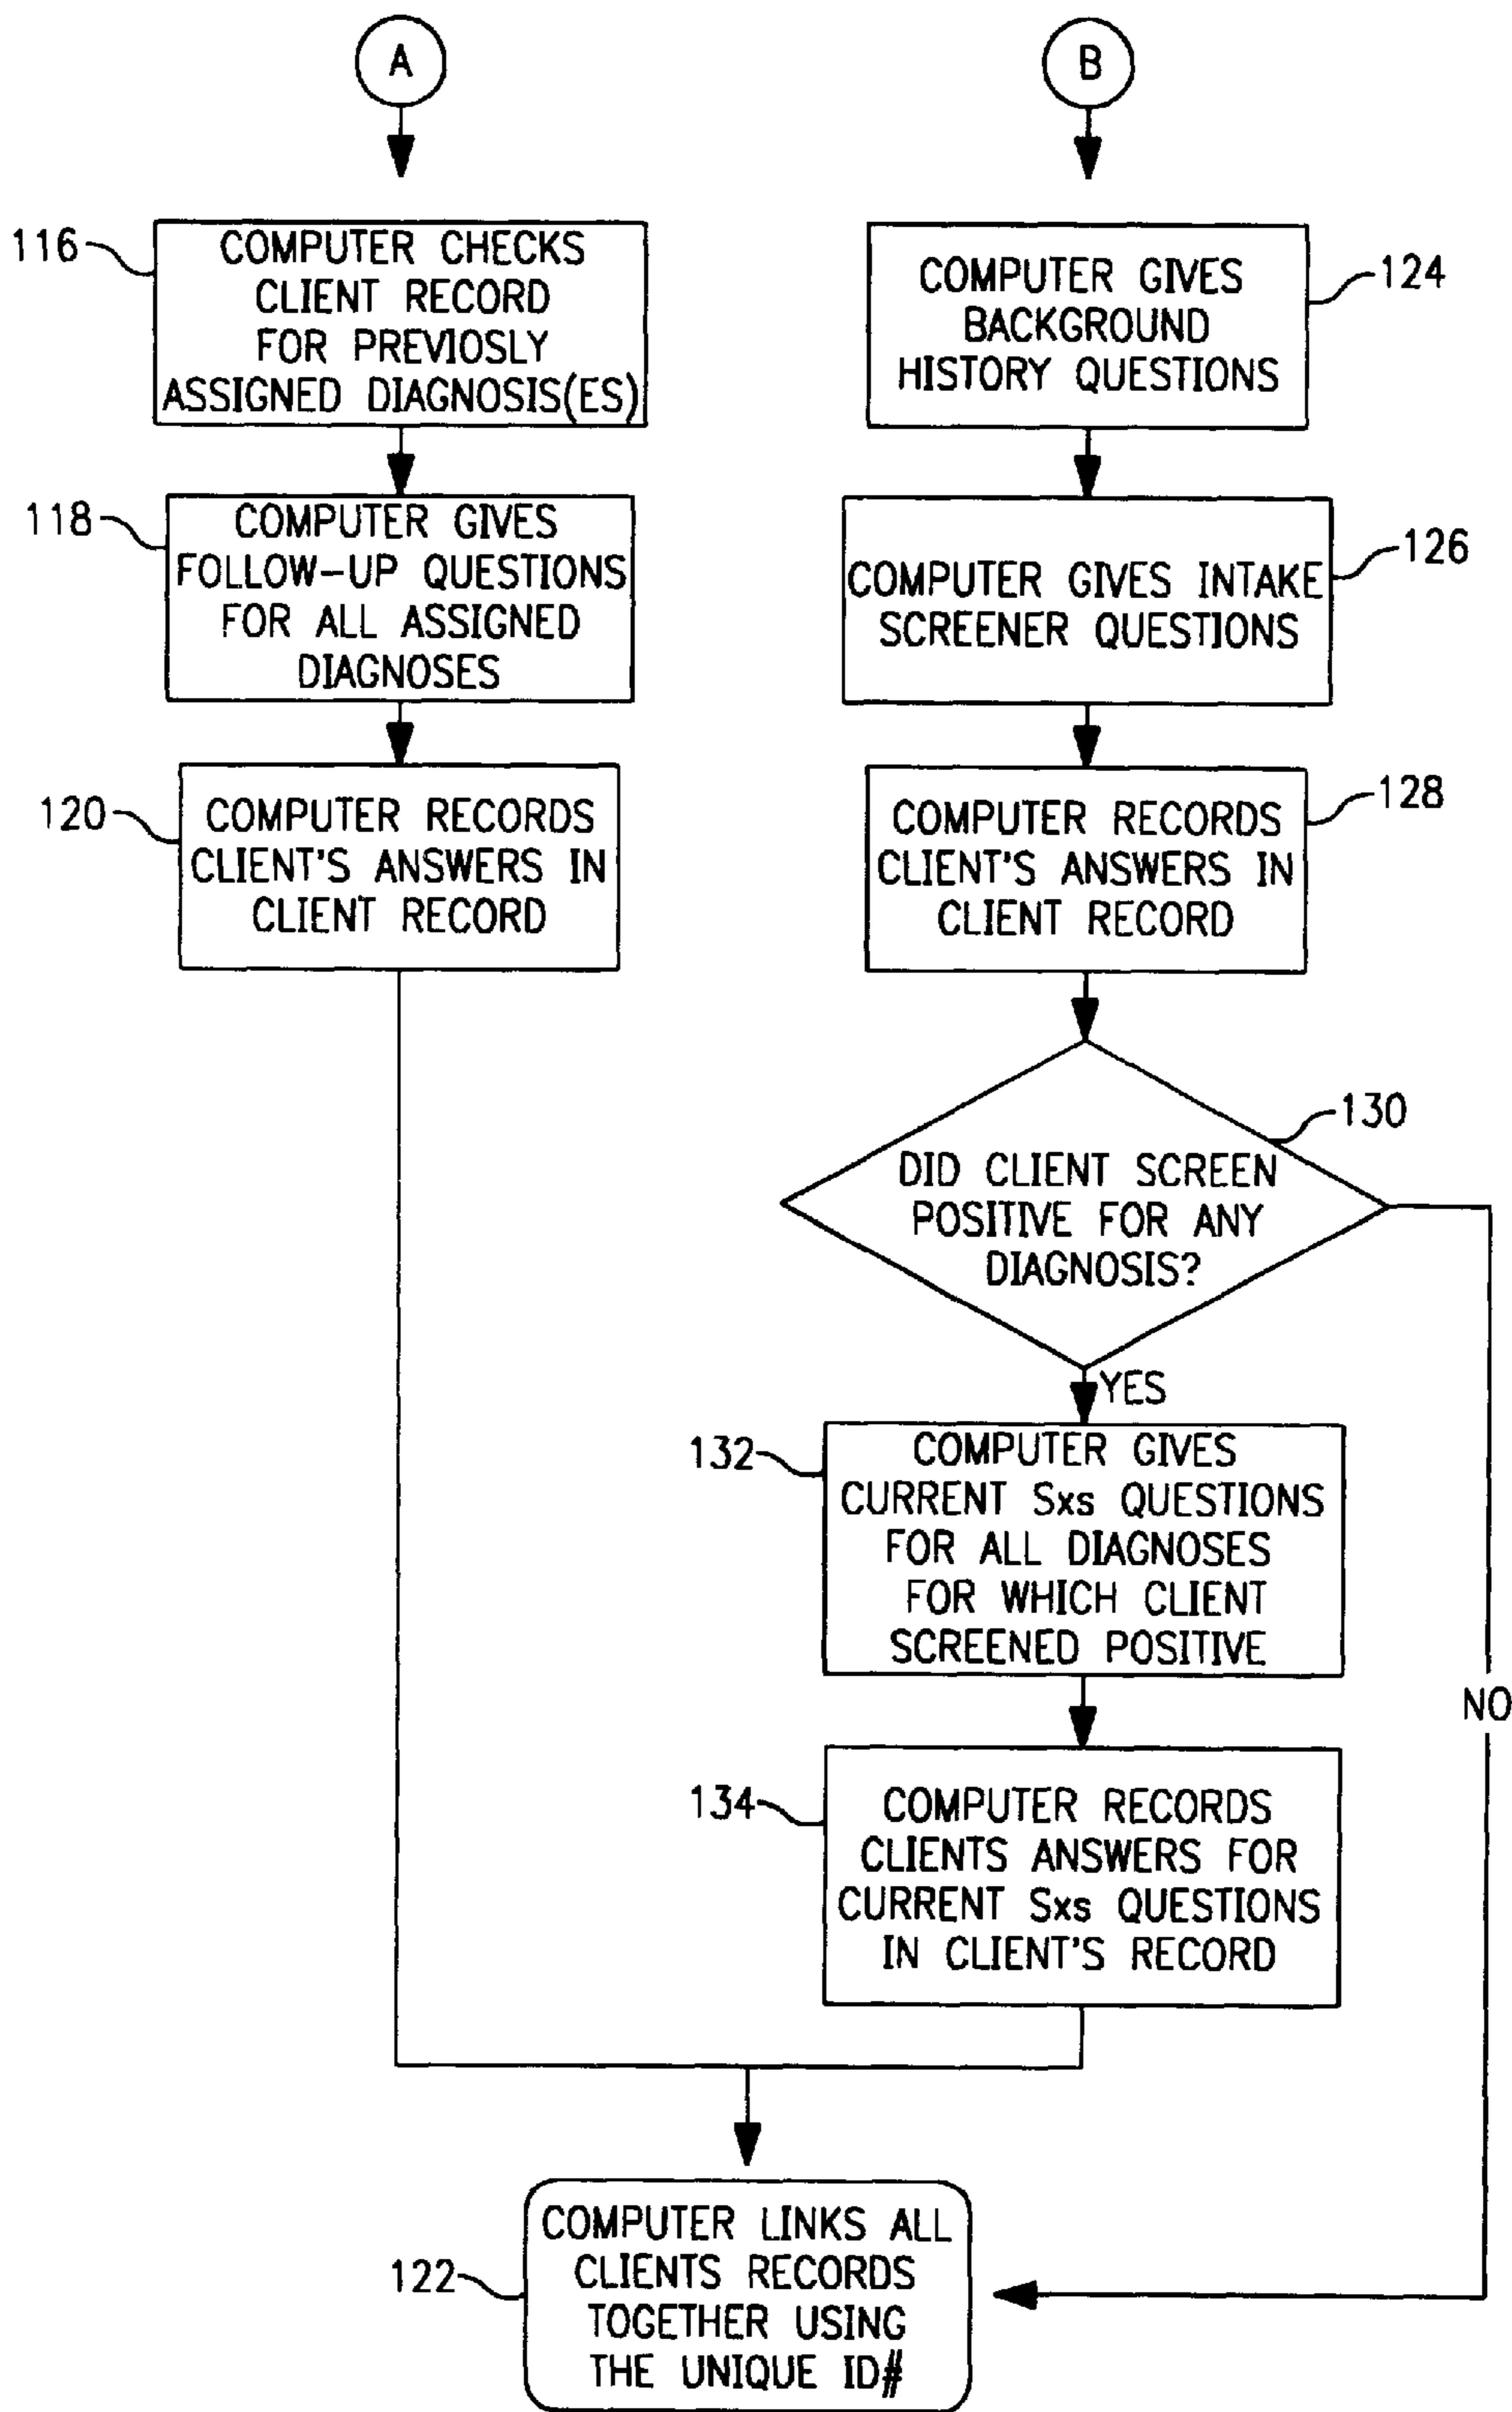 A
116
COMPUTER CHECKS
CLIENT RECORD
FOR PREVIOSLY
ASSIGNED DIAGNOSIS(ES)
118
COMPUTER GIVES
FOLLOW-UP QUESTIONS
FOR ALL ASSIGNED
DIAGNOSES
120
COMPUTER RECORDS
CLIENT'S ANSWERS IN
CLIENT RECORD
B
124
COMPUTER GIVES
BACKGROUND
HISTORY QUESTIONS
126
COMPUTER GIVES INTAKE
SCREENER QUESTIONS
128
COMPUTER RECORDS
CLIENT'S ANSWERS IN
CLIENT RECORD
130
DID CLIENT SCREEN
POSITIVE FOR ANY
DIAGNOSIS?
YES
NO
132
COMPUTER GIVES
CURRENT Sxs QUESTIONS
FOR ALL DIAGNOSES
FOR WHICH CLIENT
SCREENED POSITIVE
134
COMPUTER RECORDS
CLIENTS ANSWERS FOR
CURRENT Sxs QUESTIONS
IN CLIENT'S RECORD
122
COMPUTER LINKS ALL
CLIENTS RECORDS
TOGETHER USING
THE UNIQUE ID#